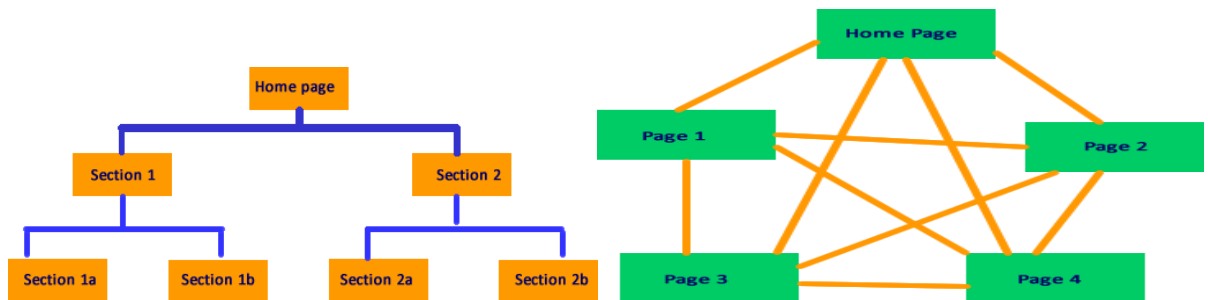 Home page
Section 1
Section 2
Section 1a
Section 1b
Section 2a
Section 2b
Home Page
Page 1
Page 2
Page 3
Page 4